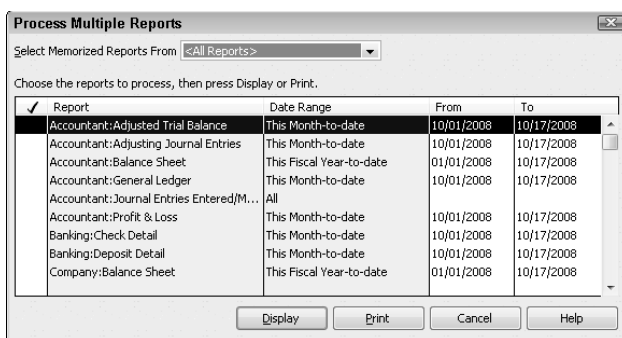 Process Multiple Reports
Select Memorized Reports From <All Reports>
Choose the reports to process, then press Display or Print.
✓ Report Date Range From To
Accountant:Adjusted Trial Balance This Month-to-date 10/01/2008 10/17/2008
Accountant:Adjusting Journal Entries This Month-to-date 10/01/2008 10/17/2008
Accountant:Balance Sheet This Fiscal Year-to-date 01/01/2008 10/17/2008
Accountant:General Ledger This Month-to-date 10/01/2008 10/17/2008
Accountant:Journal Entries Entered/M... All
Accountant:Profit & Loss This Month-to-date 10/01/2008 10/17/2008
Banking:Check Detail This Month-to-date 10/01/2008 10/17/2008
Banking:Deposit Detail This Month-to-date 10/01/2008 10/17/2008
Company:Balance Sheet This Fiscal Year-to-date 01/01/2008 10/17/2008
Display Print Cancel Help